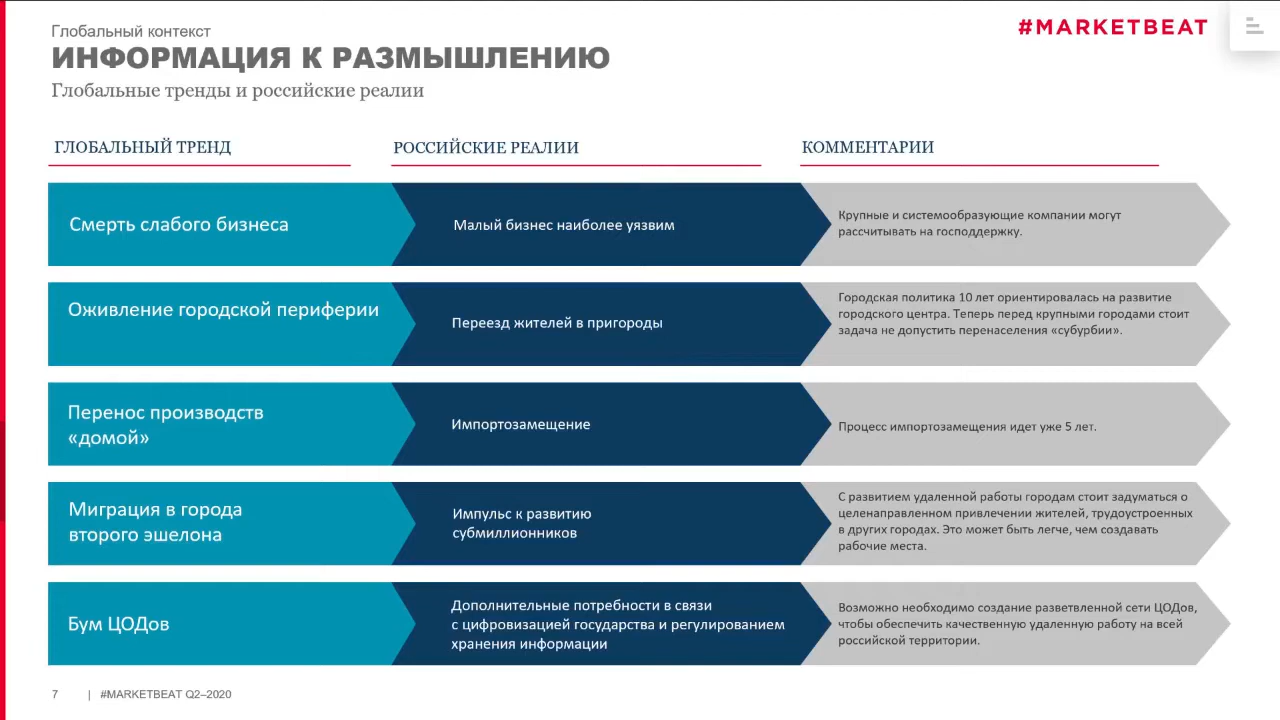 Глобальный контекст
ИНФОРМАЦИЯ К РАЗМЫШЛЕНИЮ
Глобальные тренды и российские реалии
#MARKETBEAT
ГЛОБАЛЬНЫЙ ТРЕНД
РОССИЙСКИЕ РЕАЛИИ
КОММЕНТАРИИ
Смерть слабого бизнеса
Малый бизнес наиболее уязвим
Крупные и системообразующие компании могут
рассчитывать на господдержку.
Оживление городской периферии
Переезд жителей в пригороды
Городская политика 10 лет ориентировалась на развитие
городского центра. Теперь перед крупными городами стоит
задача не допустить перенаселения «субурбии».
Перенос производств
«домой»
Импортозамещение
Процесс импортозамещения идет уже 5 лет.
Миграция в города
второго эшелона
Импульс к развитию
субмиллионников
С развитием удаленной работы городам стоит задуматься о
целенаправленном привлечении жителей, трудоустроенных
в других городах. Это может быть легче, чем создавать
рабочие места.
Бум ЦОДов
Дополнительные потребности в связи
с цифровизацией государства и регулированием
хранения информации
Возможно необходимо создание разветвленной сети ЦОДов,
чтобы обеспечить качественную удаленную работу на всей
российской территории.
7 | #MARKETBEAT Q2–2020